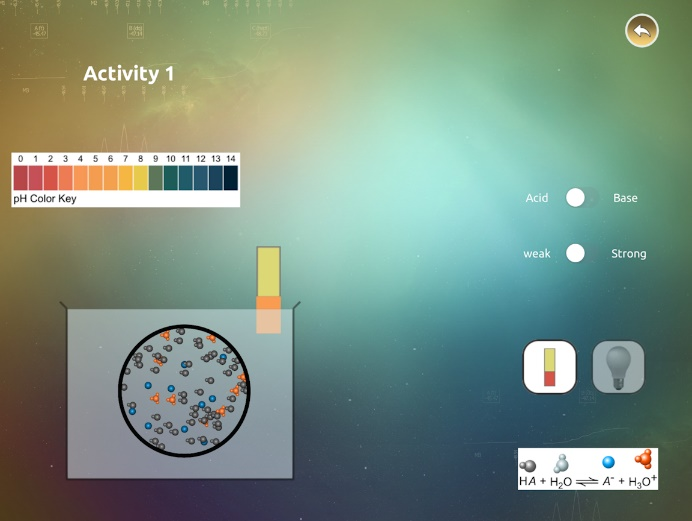 Activity 1
0 1 2 3 4 5 6 7 8 9 10 11 12 13 14
pH Color Key
Acid Base
weak Strong
HA + H₂O ⇌ A⁻ + H₃O⁺